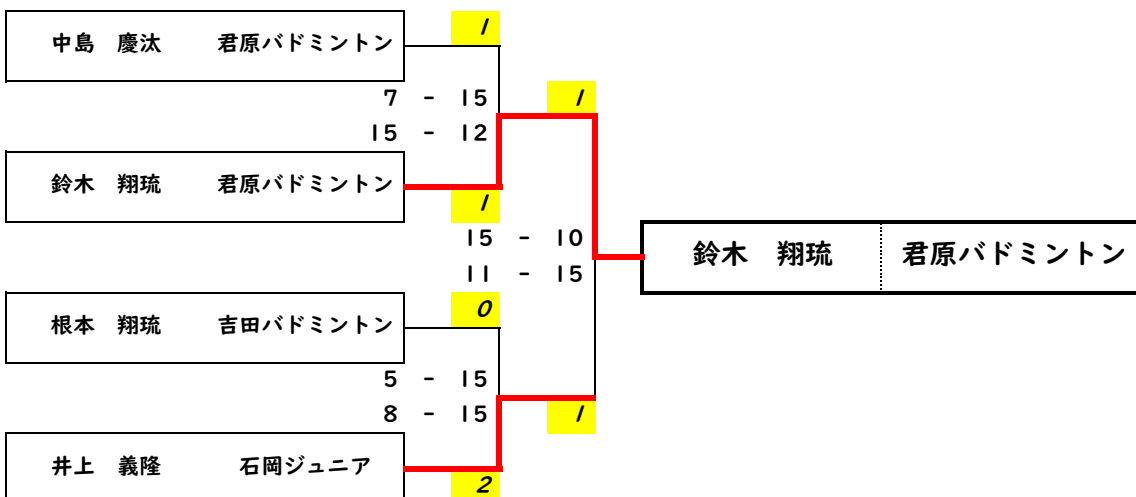 1
中島 慶汰 君原バドミントン
7 - 15
1
15 - 12
鈴木 翔琉 君原バドミントン
1
15 - 10
鈴木 翔琉 君原バドミントン
11 - 15
0
根本 翔琉 吉田バドミントン
5 - 15
8 - 15
1
井上 義隆 石岡ジュニア
2